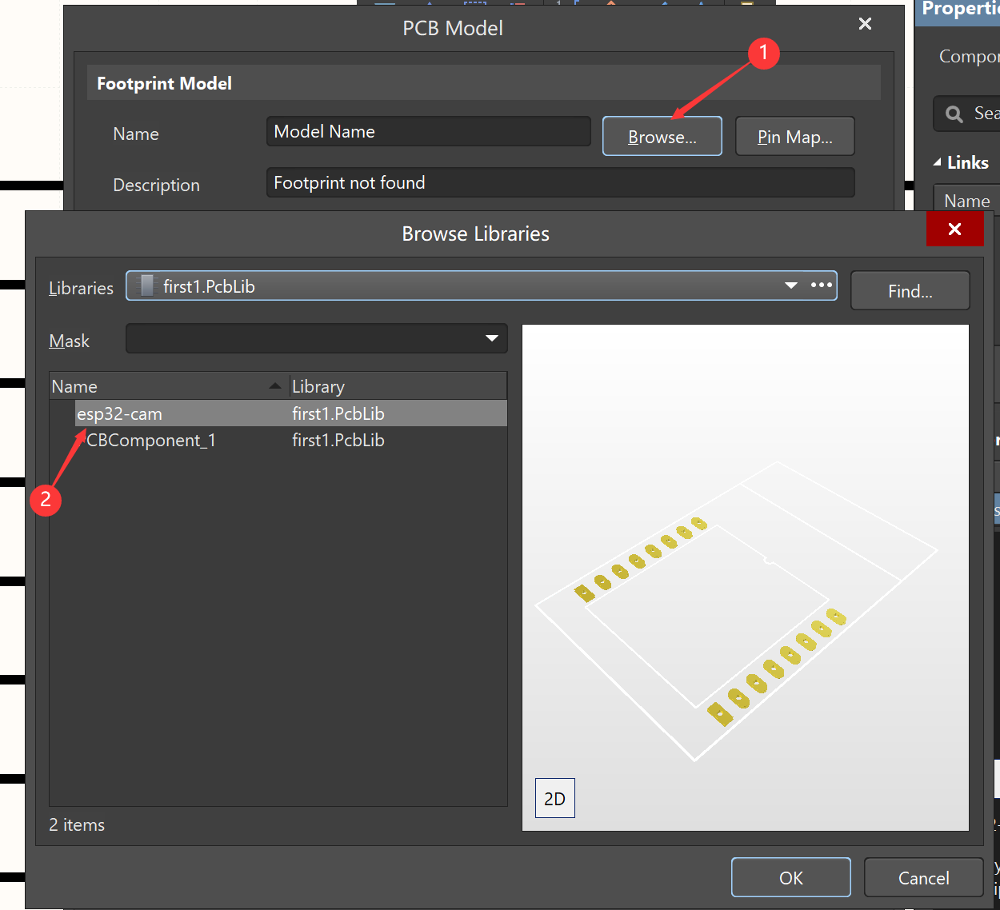 PCB Model
Properti
1
Compon
Footprint Model
Sea
Name
Model Name
Browse...
Pin Map...
Links
Description
Footprint not found
Name
Browse Libraries
Libraries
first1.PcbLib
Find...
Mask
Name
Library
esp32-cam
first1.PcbLib
CBComponent_1
first1.PcbLib
2
2D
2 items
OK
Cancel